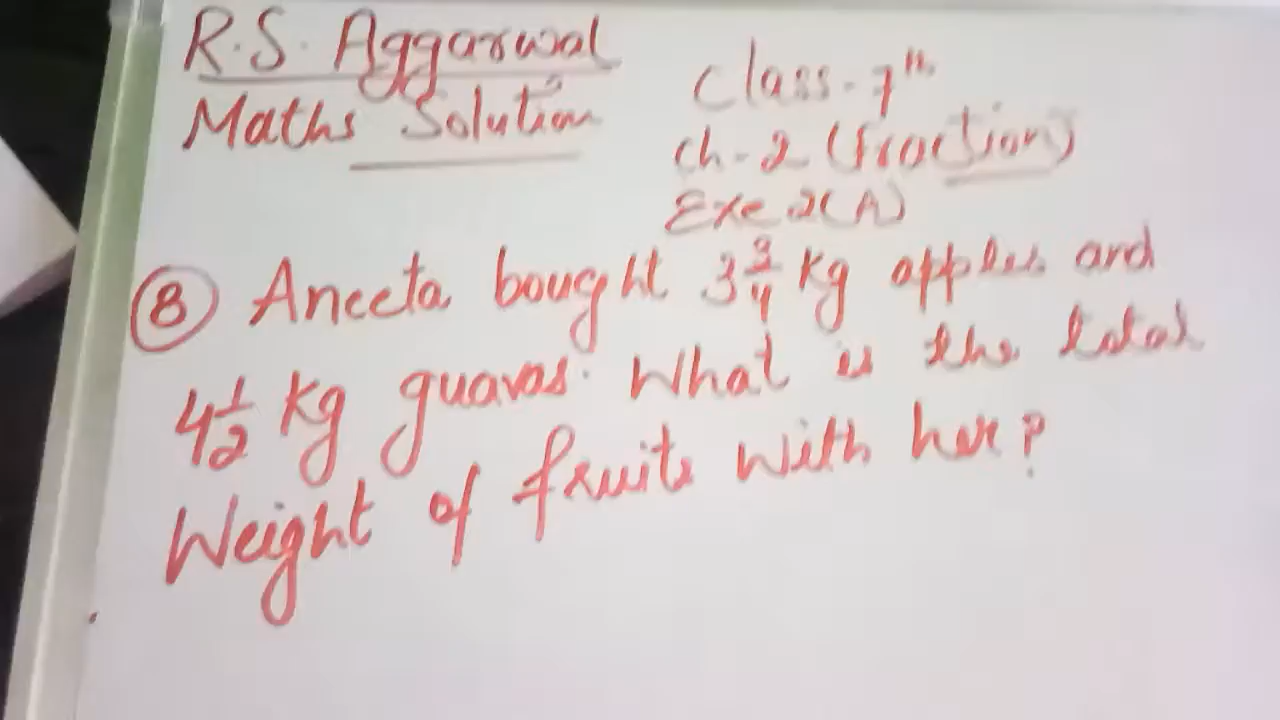 R.S. Aggarwal
Maths Solution
Class-7th
Ch-2 (fraction)
Exe 2(A)
8 Aneeta bought 3 3/4 kg apples and
4 1/2 kg guavas. What is the total
Weight of fruits with her?